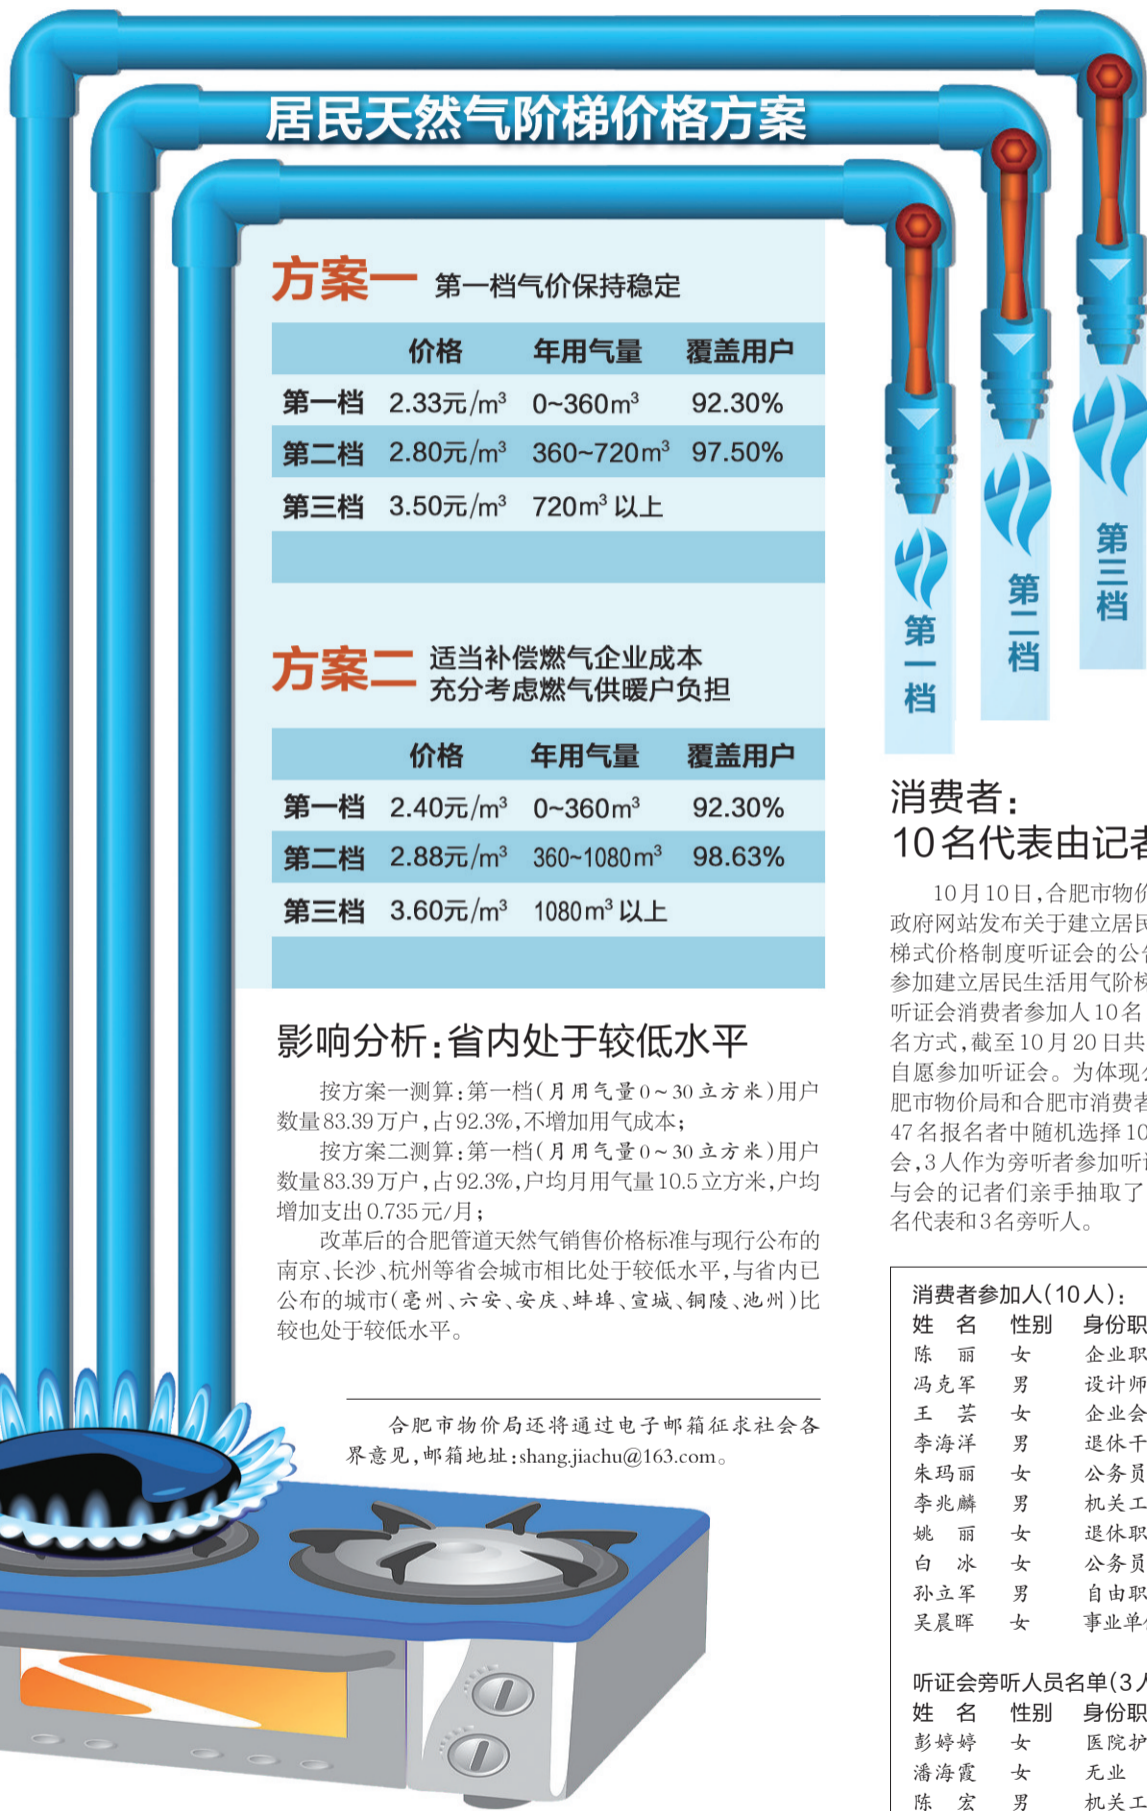 居民天然气阶梯价格方案
方案一 第一档气价保持稳定
价格 年用气量 覆盖用户
第一档 2.33元/m³ 0~360m³ 92.30%
第二档 2.80元/m³ 360~720m³ 97.50%
第三档 3.50元/m³ 720m³以上
方案二 适当补偿燃气企业成本
充分考虑燃气供暖户负担
价格 年用气量 覆盖用户
第一档 2.40元/m³ 0~360m³ 92.30%
第二档 2.88元/m³ 360~1080m³ 98.63%
第三档 3.60元/m³ 1080m³以上
影响分析:省内处于较低水平
按方案一测算:第一档(月用气量0~30立方米)用户
数量83.39万户,占92.3%,不增加用气成本;
按方案二测算:第一档(月用气量0~30立方米)用户
数量83.39万户,占92.3%,户均月用气量10.5立方米,户均
增加支出0.735元/月;
改革后的合肥管道天然气销售价格标准与现行公布的
南京、长沙、杭州等省会城市相比处于较低水平,与省内已
公布的城市(亳州、六安、安庆、蚌埠、宣城、铜陵、池州)比
较也处于较低水平。
合肥市物价局还将通过电子邮箱征求社会各
界意见,邮箱地址:shang.jiachu@163.com。
第一档
第二档
第三档
消费者:
10名代表由记者
10月10日,合肥市物价
政府网站发布关于建立居民
梯式价格制度听证会的公告
参加建立居民生活用气阶梯
听证会消费者参加人10名
名方式,截至10月20日共
自愿参加听证会。为体现公
肥市物价局和合肥市消费者
47名报名者中随机选择10
会,3人作为旁听者参加听证
与会的记者们亲手抽取了
名代表和3名旁听人。
消费者参加人(10人):
姓 名 性别 身份职
陈 丽 女 企业职
冯克军 男 设计师
王 芸 女 企业会
李海洋 男 退休干
朱玛丽 女 公务员
李兆麟 男 机关工
姚 丽 女 退休职
白 冰 女 公务员
孙立军 男 自由职
吴晨晖 女 事业单位
听证会旁听人员名单(3人
姓 名 性别 身份职
彭婷婷 女 医院护
潘海霞 女 无业
陈 宏 男 机关工